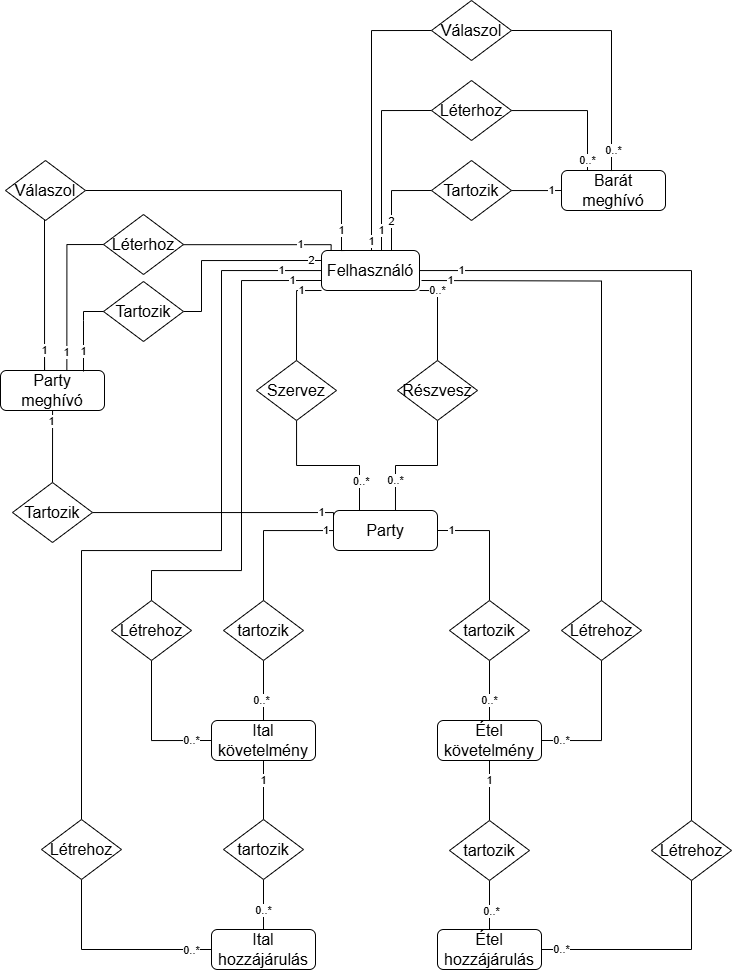 Válaszol
Léterhoz
0..*
0..*
Válaszol
Tartozik
1
Barát
meghívó
2
1
1
1
Léterhoz
1
2
Felhasználó
1
1
1
1
1
1
0..*
Tartozik
1
1
1
Party
meghívó
Szervez
Részvesz
1
0..*
0..*
Tartozik
1
1
Party
1
Létrehoz
tartozik
tartozik
Létrehoz
0..*
0..*
0..*
Ital
követelmény
Étel
követelmény
0..*
1
1
Létrehoz
tartozik
tartozik
Létrehoz
0..*
0..*
0..*
Ital
hozzájárulás
Étel
hozzájárulás
0..*